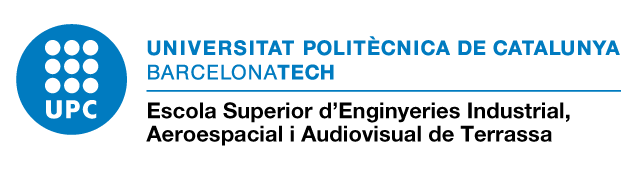 UPC
UNIVERSITAT POLITÈCNICA DE CATALUNYA
BARCELONATECH
Escola Superior d’Enginyeries Industrial,
Aeroespacial i Audiovisual de Terrassa